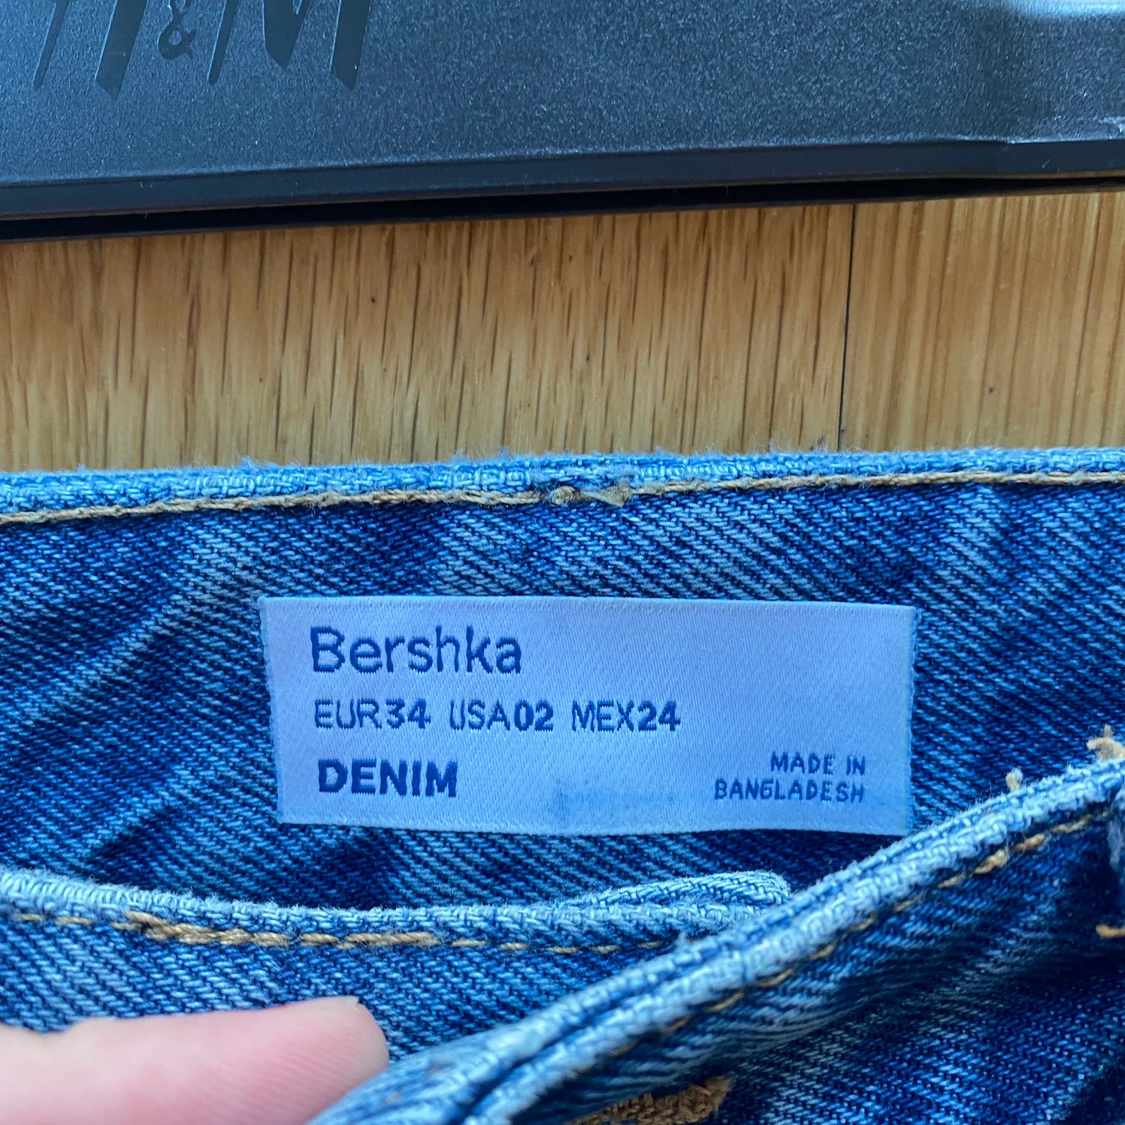 H&M
Bershka
EUR34 USA02 MEX24
DENIM
MADE IN
BANGLADESH